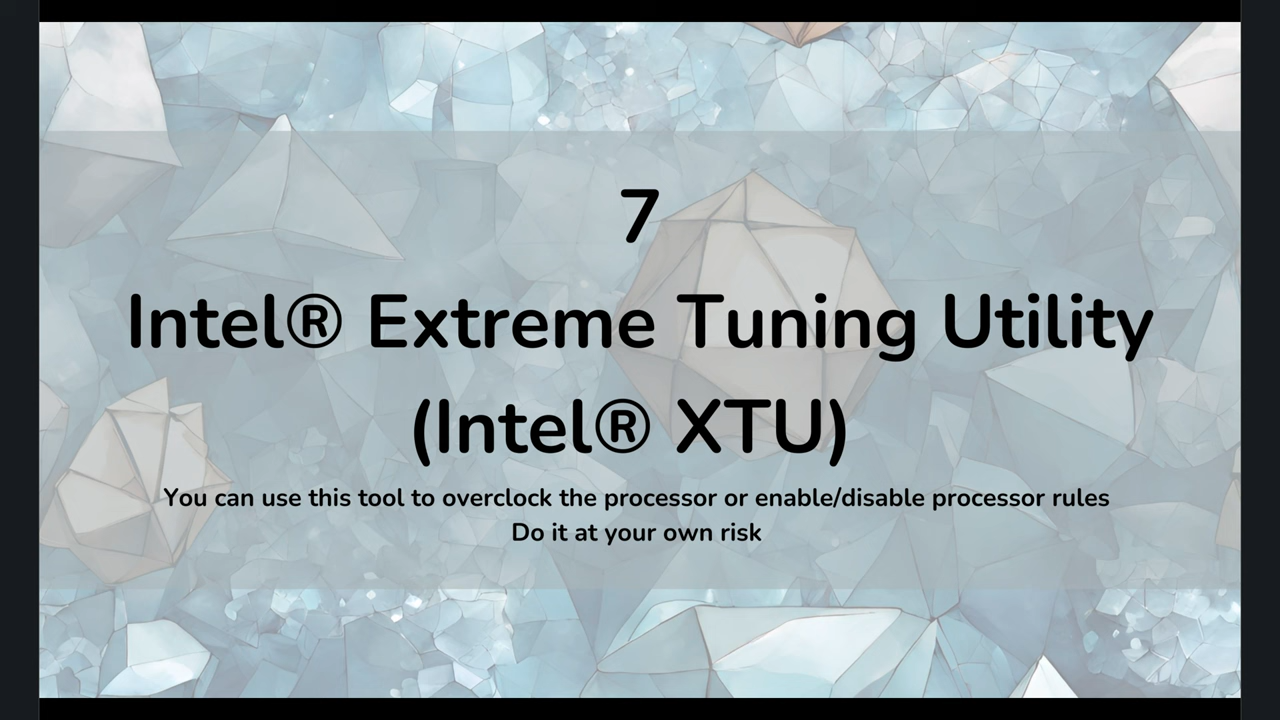 7
Intel® Extreme Tuning Utility
(Intel® XTU)
You can use this tool to overclock the processor or enable/disable processor rules
Do it at your own risk